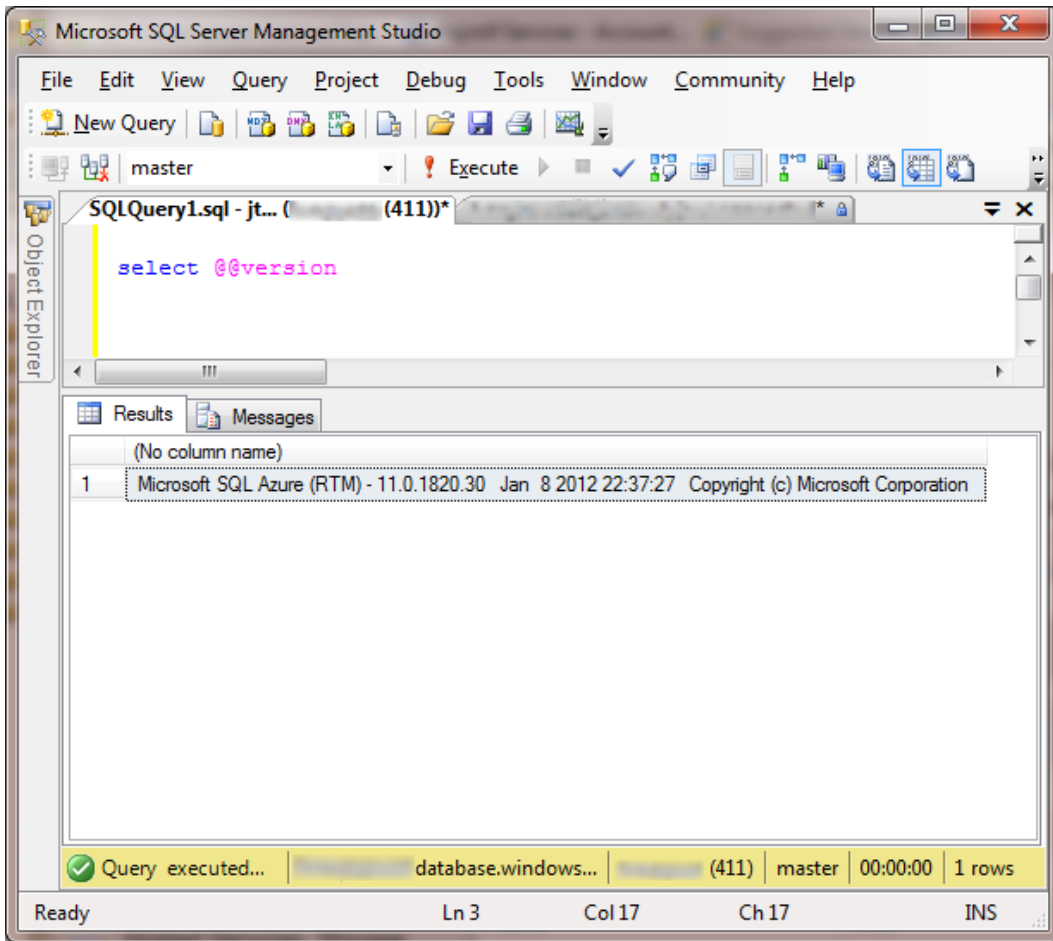 Microsoft SQL Server Management Studio
File Edit View Query Project Debug Tools Window Community Help
New Query
master Execute
SQLQuery1.sql - jt... ( (411))* *
Object Explorer
select @@version
Results Messages
(No column name)
1 Microsoft SQL Azure (RTM) - 11.0.1820.30 Jan 8 2012 22:37:27 Copyright (c) Microsoft Corporation
Query executed... database.windows... (411) master 00:00:00 1 rows
Ready Ln 3 Col 17 Ch 17 INS